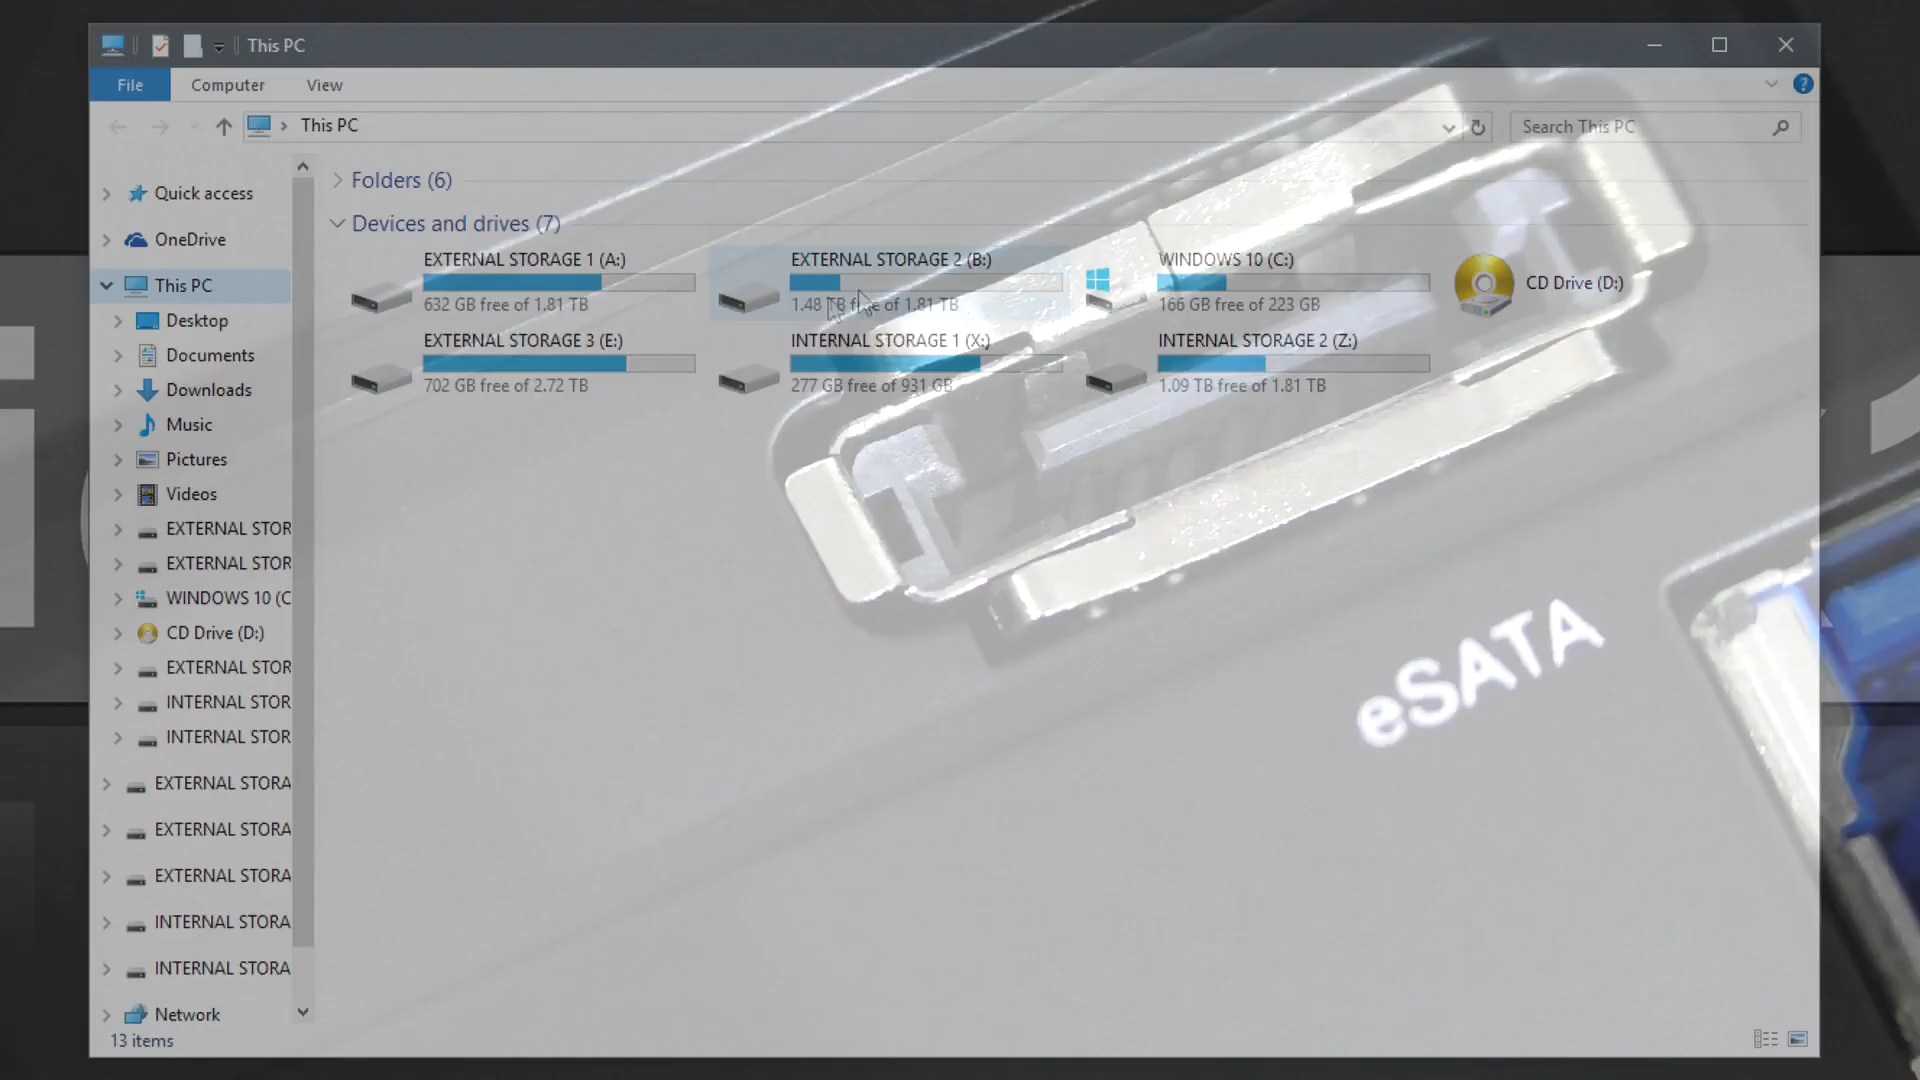 This PC
File
Computer
View
This PC
Search This PC
Quick access
OneDrive
This PC
Desktop
Documents
Downloads
Music
Pictures
Videos
EXTERNAL STOR
EXTERNAL STOR
WINDOWS 10 (C
CD Drive (D:)
EXTERNAL STOR
INTERNAL STOR
INTERNAL STOR
EXTERNAL STORA
EXTERNAL STORA
EXTERNAL STORA
INTERNAL STORA
INTERNAL STORA
Network
Folders (6)
Devices and drives (7)
EXTERNAL STORAGE 1 (A:)
632 GB free of 1.81 TB
EXTERNAL STORAGE 2 (B:)
1.48 TB free of 1.81 TB
WINDOWS 10 (C:)
166 GB free of 223 GB
CD Drive (D:)
EXTERNAL STORAGE 3 (E:)
702 GB free of 2.72 TB
INTERNAL STORAGE 1 (X:)
277 GB free of 931 GB
INTERNAL STORAGE 2 (Z:)
1.09 TB free of 1.81 TB
eSATA
13 items